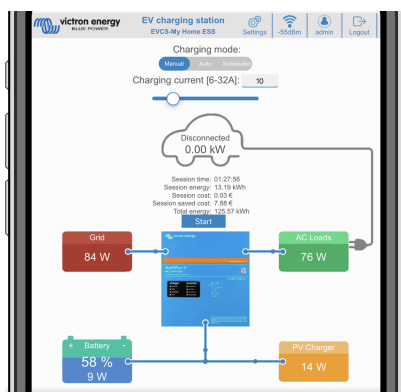 victron energy
BLUE POWER
EV charging station
EVCS-My Home ESS
Settings
-55dBm
admin
Logout
Charging mode:
Manual Auto Scheduled
Charging current [6-32A]: 10
Disconnected
0.00 kW
Session time: 01:27:56
Session energy: 13.19 kWh
Session cost: 0.03 €
Session saved cost: 7.88 €
Total energy: 125.57 kWh
Start
Grid
84 W
victron energy
AC Loads
76 W
+ Battery -
58 %
9 W
PV Charger
14 W